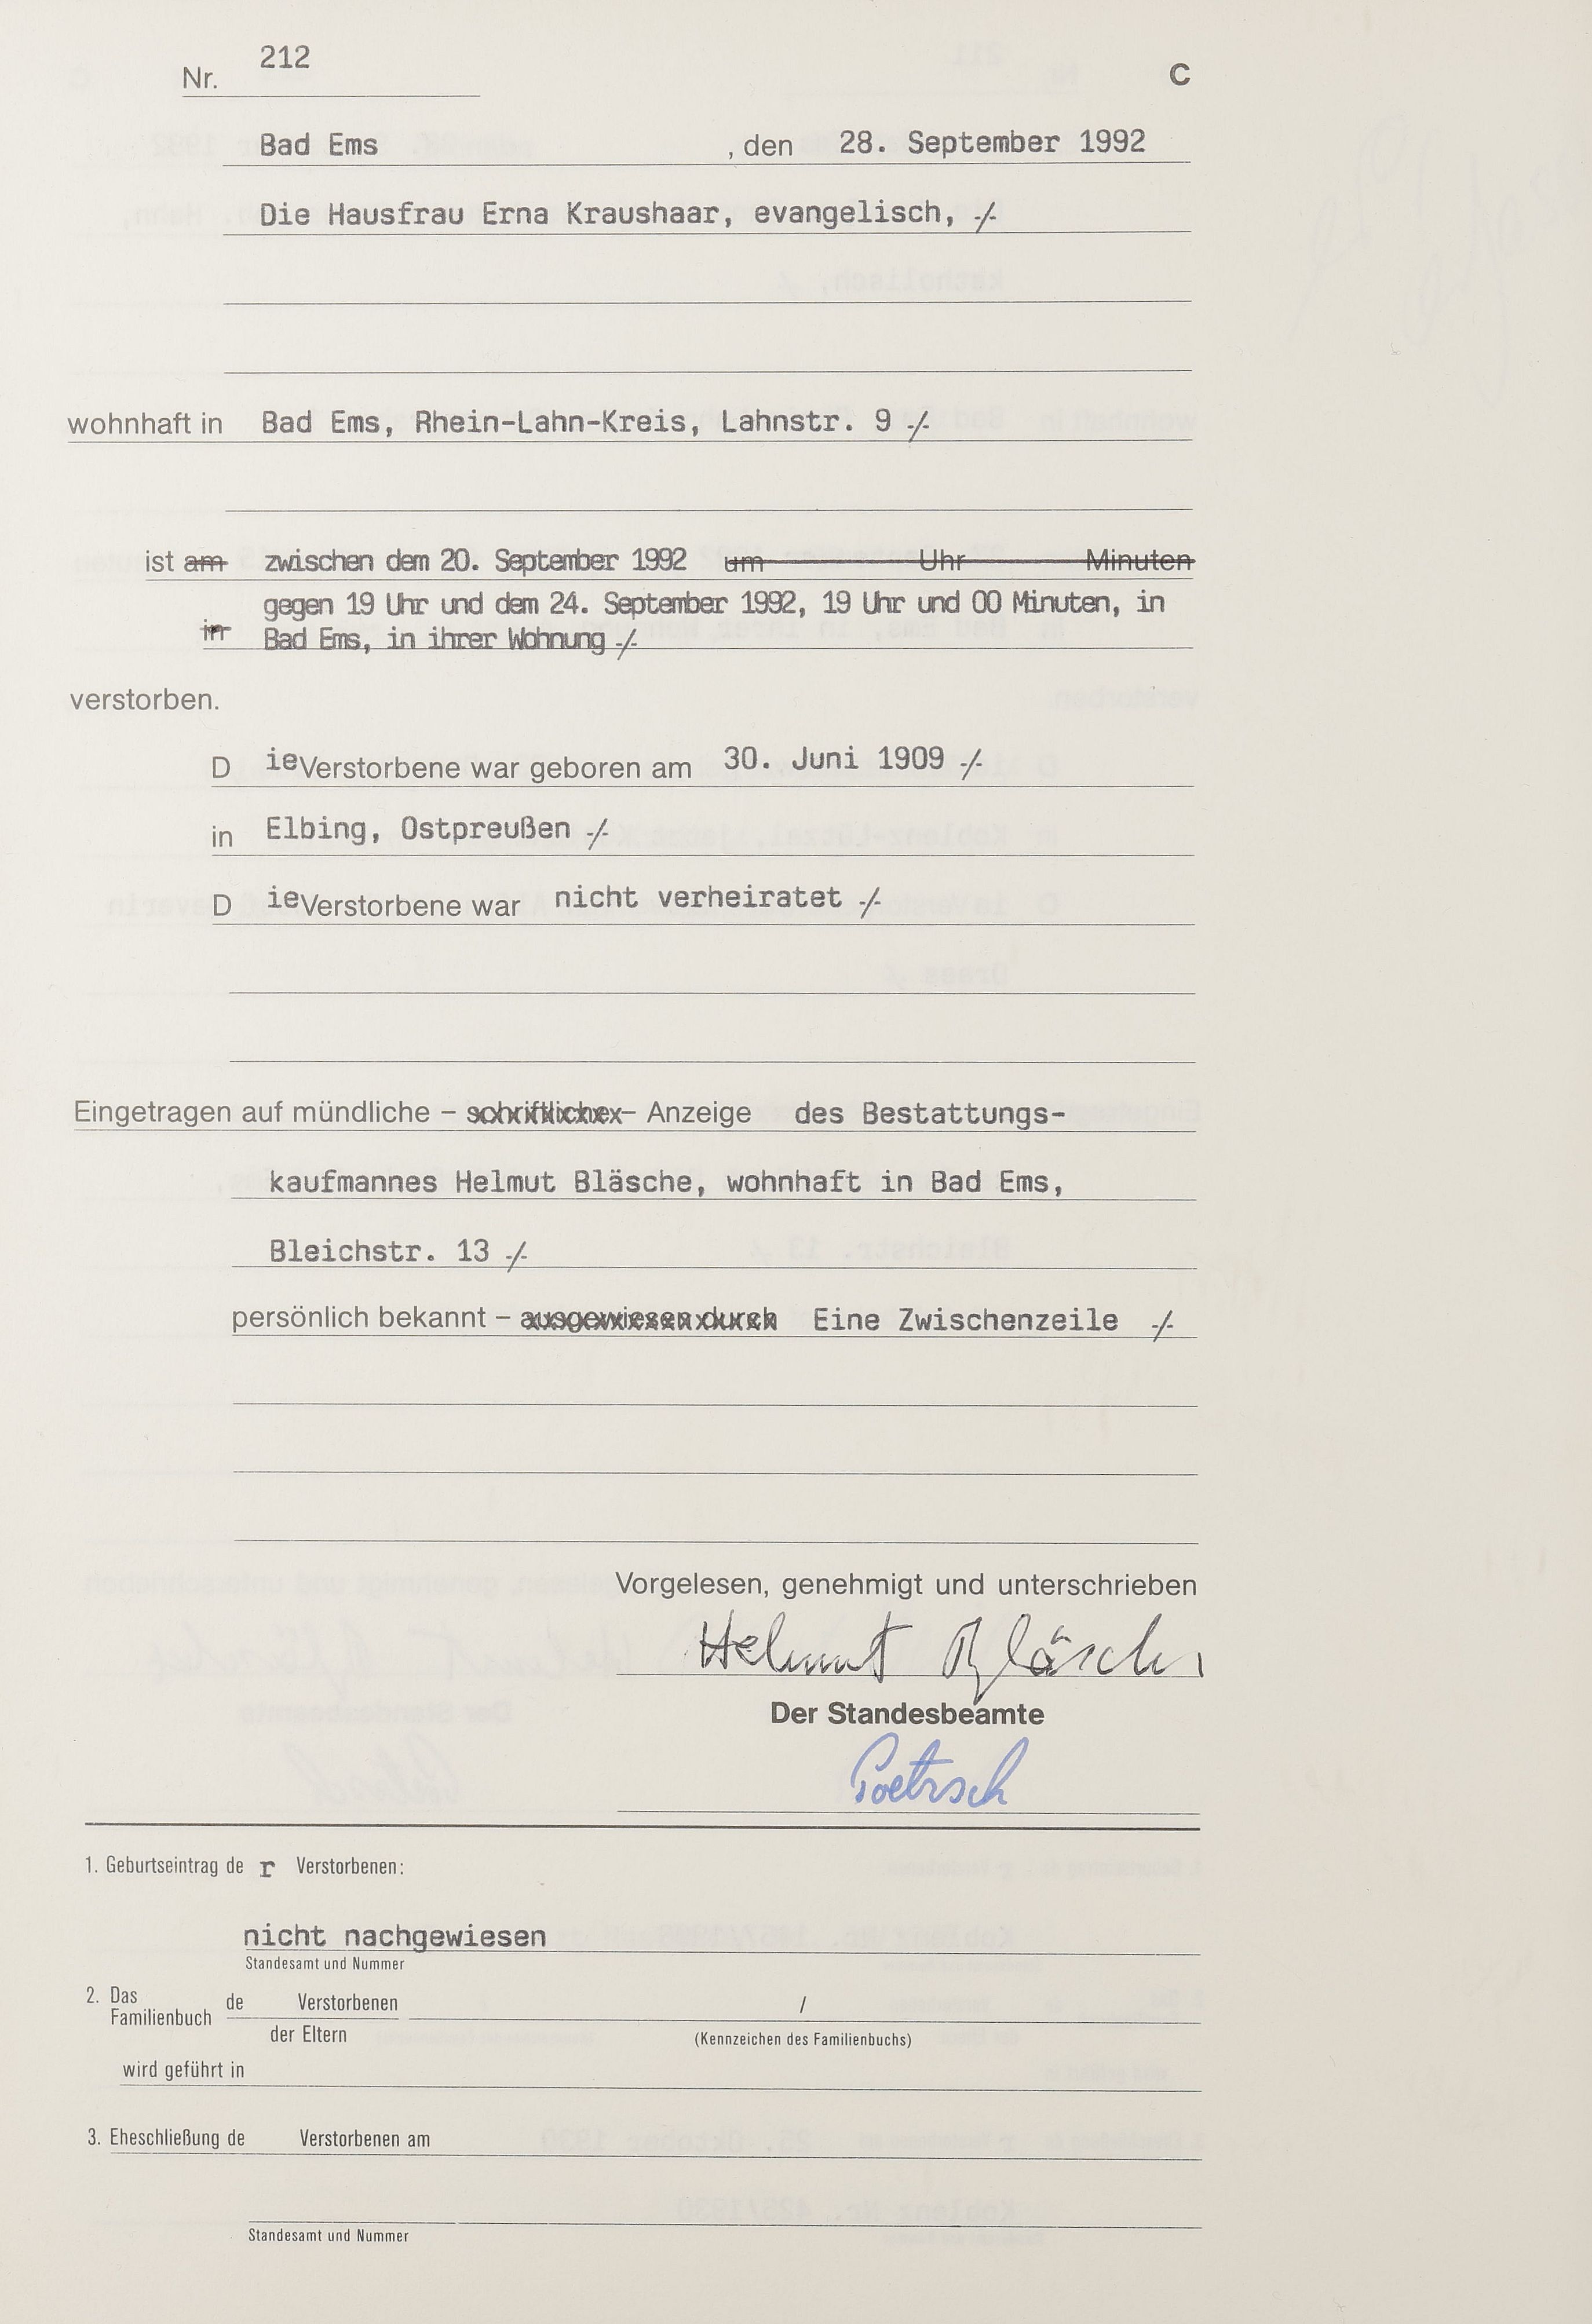 Nr. 212 C
Bad Ems , den 28. September 1992
Die Hausfrau Erna Kraushaar, evangelisch, -/-
wohnhaft in Bad Ems, Rhein-Lahn-Kreis, Lahnstr. 9 -/-
ist am zwischen dem 20. September 1992 um Uhr Minuten
gegen 19 Uhr und dem 24. September 1992, 19 Uhr und 00 Minuten, in
in Bad Ems, in ihrer Wohnung -/-
verstorben.
Die Verstorbene war geboren am 30. Juni 1909 -/-
in Elbing, Ostpreußen -/-
Die Verstorbene war nicht verheiratet -/-
Eingetragen auf mündliche – schriftliche – Anzeige des Bestattungs-
kaufmannes Helmut Bläsche, wohnhaft in Bad Ems,
Bleichstr. 13 -/-
persönlich bekannt – ausgewiesen durch Eine Zwischenzeile -/-
Vorgelesen, genehmigt und unterschrieben
Helmut Bläsche
Der Standesbeamte
Poetzsch
1. Geburtseintrag der Verstorbenen:
nicht nachgewiesen
Standesamt und Nummer
2. Das Familienbuch de Verstorbenen /
der Eltern (Kennzeichen des Familienbuchs)
wird geführt in
3. Eheschließung de Verstorbenen am
Standesamt und Nummer